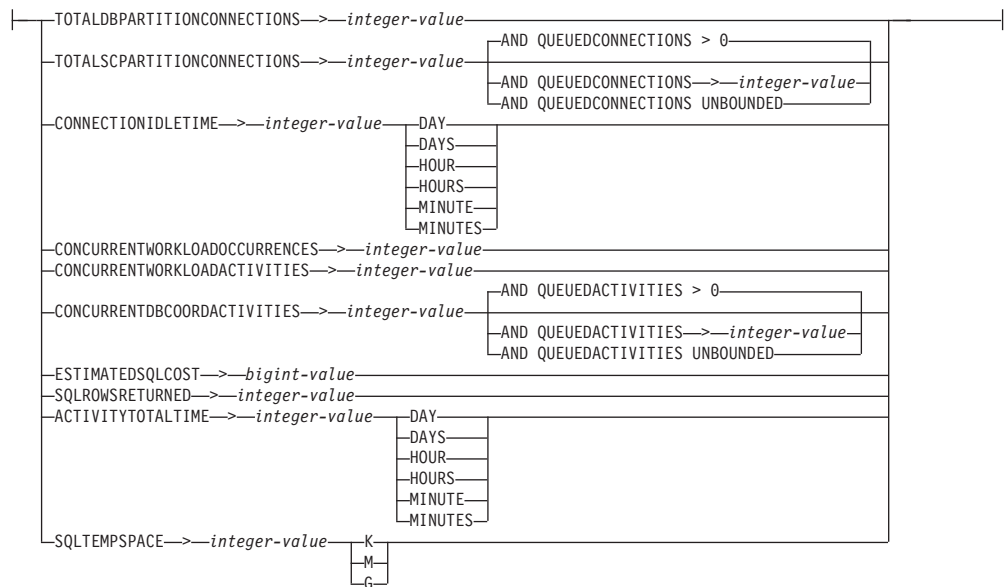 TOTALDBPARTITIONCONNECTIONS > integer-value
AND QUEUEDCONNECTIONS > 0
TOTALSCPARTITIONCONNECTIONS > integer-value
AND QUEUEDCONNECTIONS > integer-value
AND QUEUEDCONNECTIONS UNBOUNDED
CONNECTIONIDLETIME > integer-value DAY
DAYS
HOUR
HOURS
MINUTE
MINUTES
CONCURRENTWORKLOADOCCURRENCES > integer-value
CONCURRENTWORKLOADACTIVITIES > integer-value
AND QUEUEDACTIVITIES > 0
CONCURRENTDBCOORDACTIVITIES > integer-value
AND QUEUEDACTIVITIES > integer-value
AND QUEUEDACTIVITIES UNBOUNDED
ESTIMATEDSQLCOST > bigint-value
SQLROWSRETURNED > integer-value
ACTIVITYTOTALTIME > integer-value DAY
DAYS
HOUR
HOURS
MINUTE
MINUTES
SQLTEMPSPACE > integer-value K
M
G